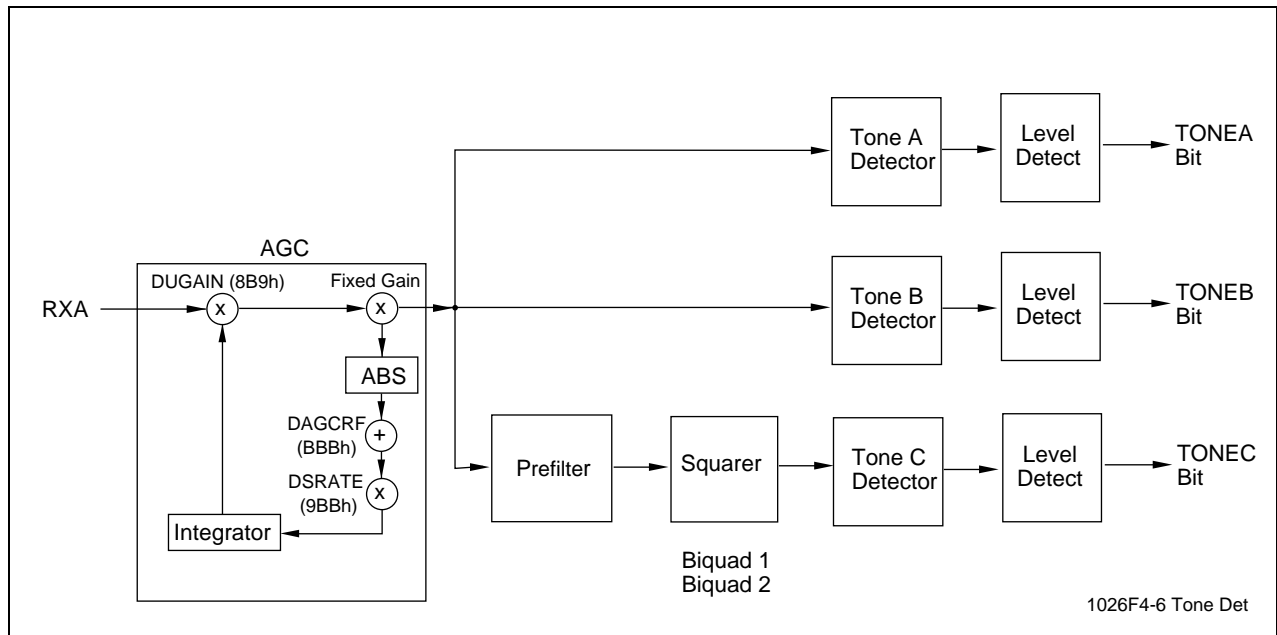 Tone A
Detector
Level
Detect
TONEA
Bit
AGC
DUGAIN (8B9h)
Fixed Gain
RXA
x
x
ABS
DAGCRF
(BBBh)
+
DSRATE
(9BBh)
x
Integrator
Tone B
Detector
Level
Detect
TONEB
Bit
Prefilter
Squarer
Tone C
Detector
Level
Detect
TONEC
Bit
Biquad 1
Biquad 2
1026F4-6 Tone Det